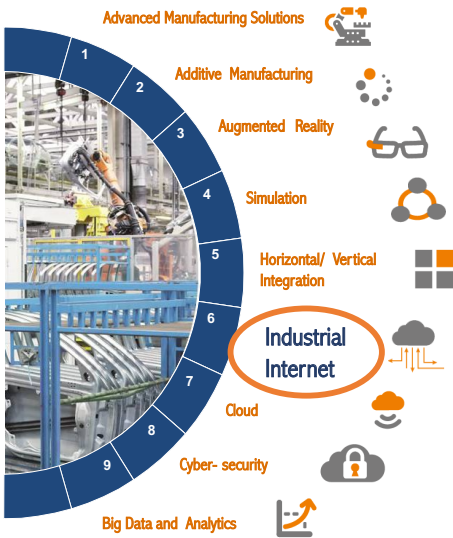 Advanced Manufacturing Solutions
1
Additive Manufacturing
2
Augmented Reality
3
Simulation
4
Horizontal/ Vertical
Integration
5
Industrial
Internet
6
Cloud
7
Cyber- security
8
Big Data and Analytics
9